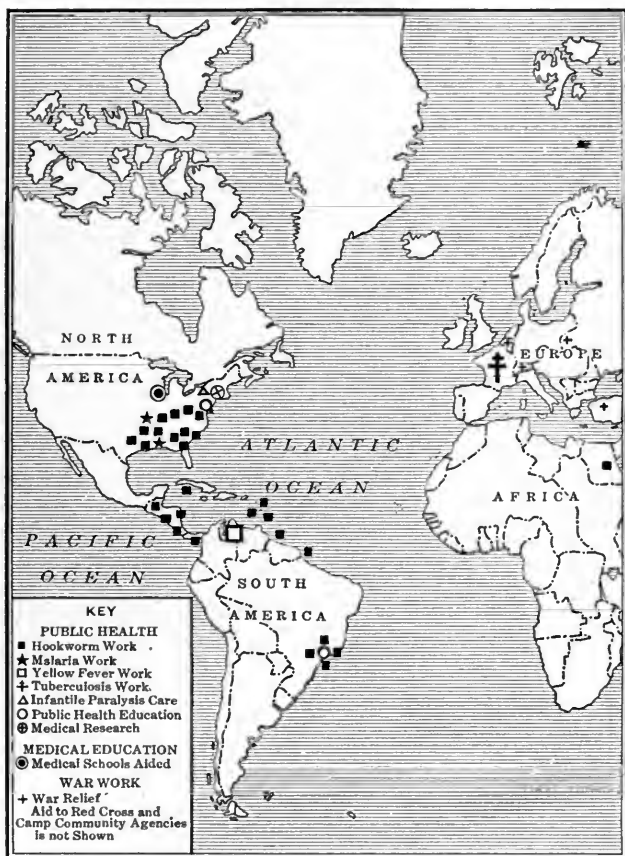 NORTH
AMERICA
EUROPE
ATLANTIC
OCEAN
AFRICA
PACIFIC
OCEAN
SOUTH
AMERICA
KEY
PUBLIC HEALTH
Hookworm Work
Malaria Work
Yellow Fever Work
Tuberculosis Work.
Infantile Paralysis Care
Public Health Education
Medical Research
MEDICAL EDUCATION
Medical Schools Aided
WAR WORK
War Relief
Aid to Red Cross and
Camp Community Agencies
is not Shown